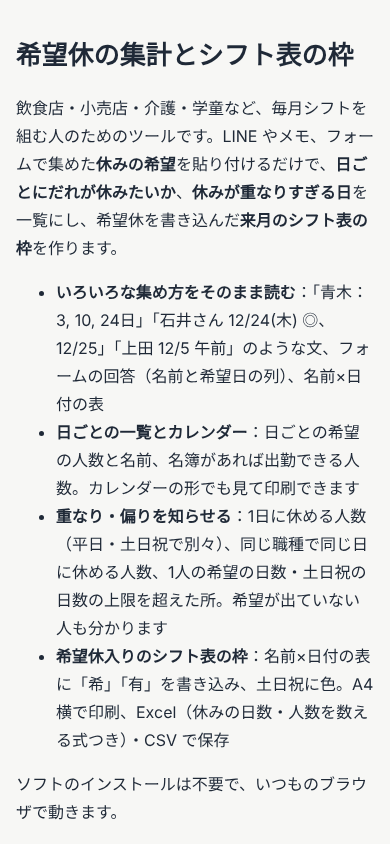 希望休の集計とシフト表の枠
飲食店・小売店・介護・学童など、毎月シフトを
組む人のためのツールです。LINE やメモ、フォー
ムで集めた休みの希望を貼り付けるだけで、日ご
とにだれが休みたいか、休みが重なりすぎる日を
一覧にし、希望休を書き込んだ来月のシフト表の
枠を作ります。
• いろいろな集め方をそのまま読む：「青木：
3, 10, 24日」「石井さん 12/24(木) ◎、
12/25」「上田 12/5 午前」のような文、フォ
ームの回答（名前と希望日の列）、名前×日
付の表
• 日ごとの一覧とカレンダー：日ごとの希望
の人数と名前、名簿があれば出勤できる人
数。カレンダーの形でも見て印刷できます
• 重なり・偏りを知らせる：1日に休める人数
（平日・土日祝で別々）、同じ職種で同じ日
に休める人数、1人の希望の日数・土日祝の
日数の上限を超えた所。希望が出ていない
人も分かります
• 希望休入りのシフト表の枠：名前×日付の表
に「希」「有」を書き込み、土日祝に色。A4
横で印刷、Excel（休みの日数・人数を数え
る式つき）・CSV で保存
ソフトのインストールは不要で、いつものブラウ
ザで動きます。